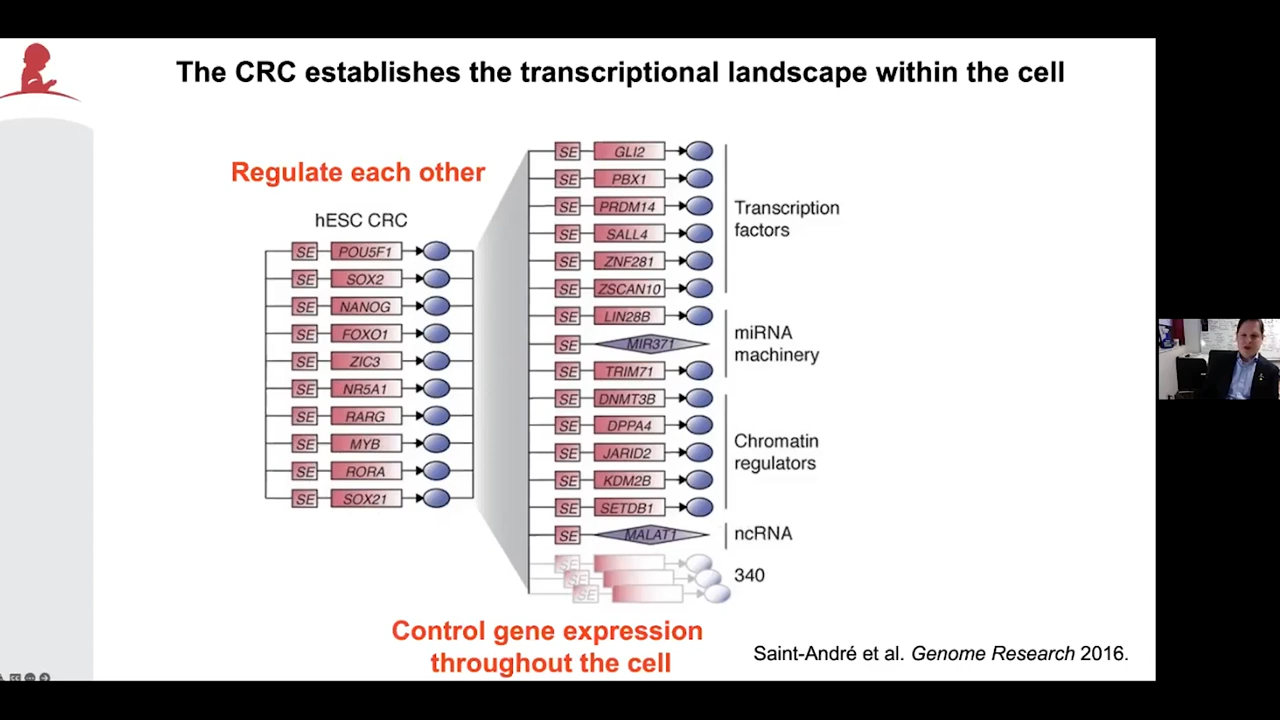 The CRC establishes the transcriptional landscape within the cell
Regulate each other
hESC CRC
SE POU5F1
SE SOX2
SE NANOG
SE FOXO1
SE ZIC3
SE NR5A1
SE RARG
SE MYB
SE RORA
SE SOX21
SE GLI2
SE PBX1
SE PRDM14
SE SALL4
SE ZNF281
SE ZSCAN10
Transcription
factors
SE LIN28B
SE MIR371
SE TRIM71
miRNA
machinery
SE DNMT3B
SE DPPA4
SE JARID2
SE KDM2B
SE SETDB1
Chromatin
regulators
SE MALAT1
ncRNA
SE
SE
SE
340
Control gene expression
throughout the cell
Saint-André et al. Genome Research 2016.